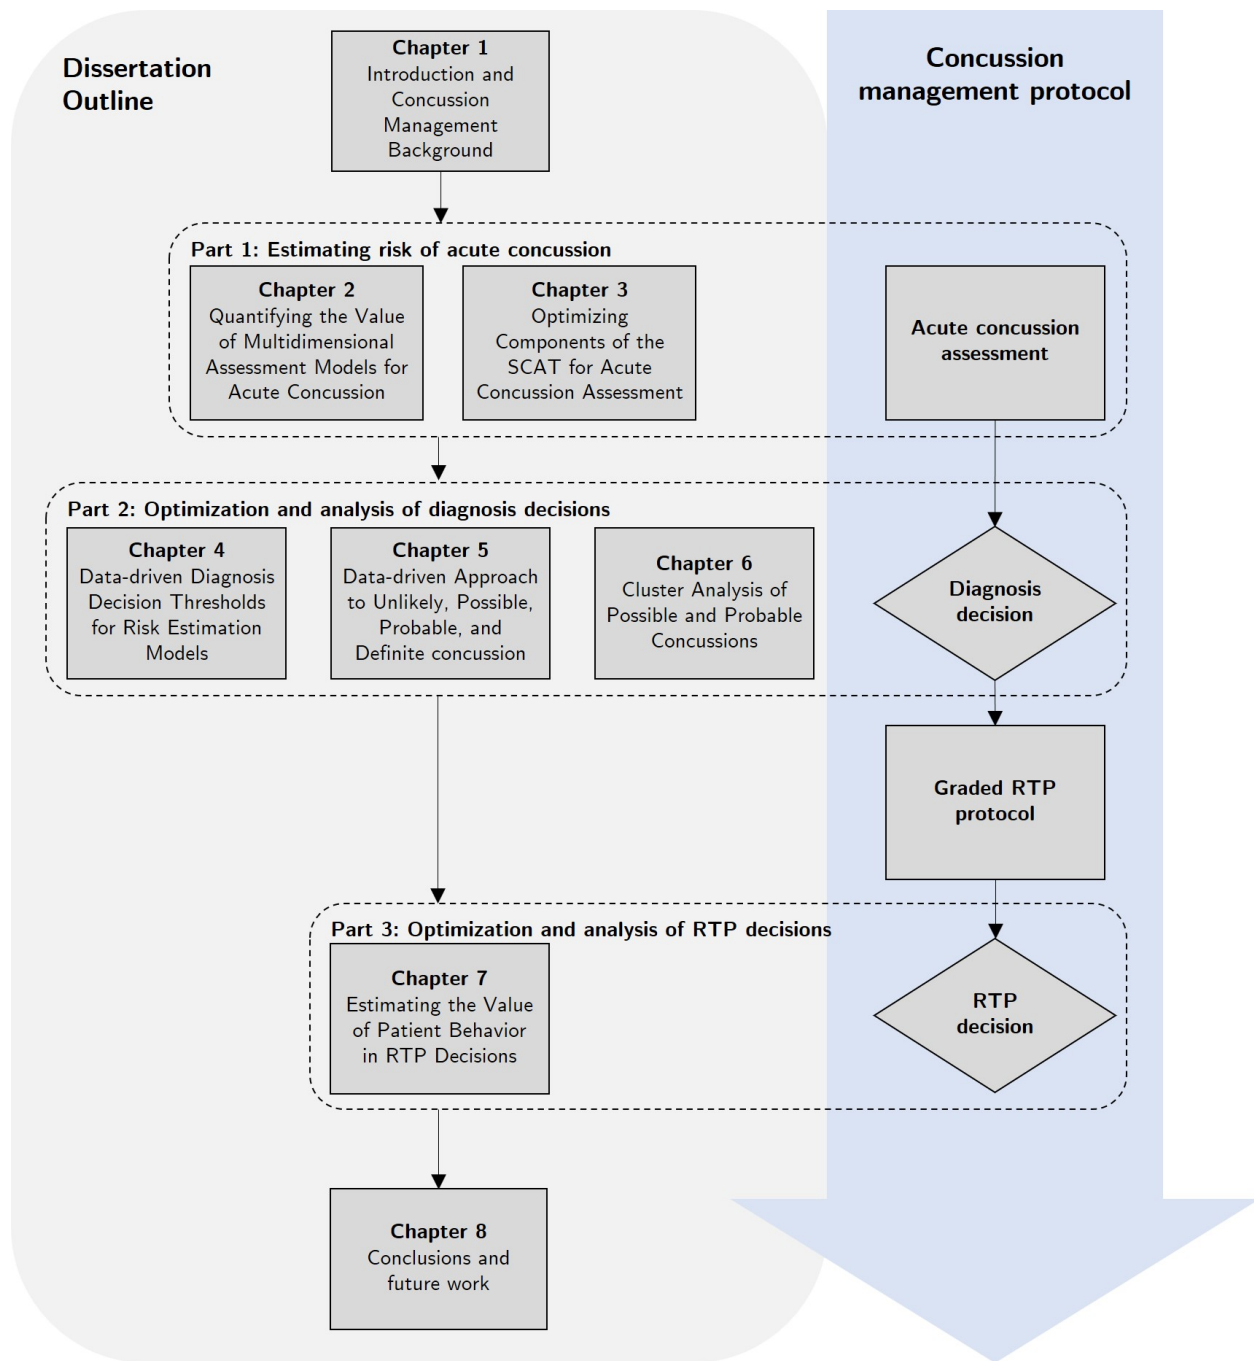 Dissertation
Outline
Concussion
management protocol
Chapter 1
Introduction and
Concussion
Management
Background
Part 1: Estimating risk of acute concussion
Chapter 2
Quantifying the Value
of Multidimensional
Assessment Models for
Acute Concussion
Chapter 3
Optimizing
Components of the
SCAT for Acute
Concussion Assessment
Acute concussion
assessment
Part 2: Optimization and analysis of diagnosis decisions
Chapter 4
Data-driven Diagnosis
Decision Thresholds
for Risk Estimation
Models
Chapter 5
Data-driven Approach
to Unlikely, Possible,
Probable, and
Definite concussion
Chapter 6
Cluster Analysis of
Possible and Probable
Concussions
Diagnosis
decision
Graded RTP
protocol
Part 3: Optimization and analysis of RTP decisions
Chapter 7
Estimating the Value
of Patient Behavior
in RTP Decisions
RTP
decision
Chapter 8
Conclusions and
future work